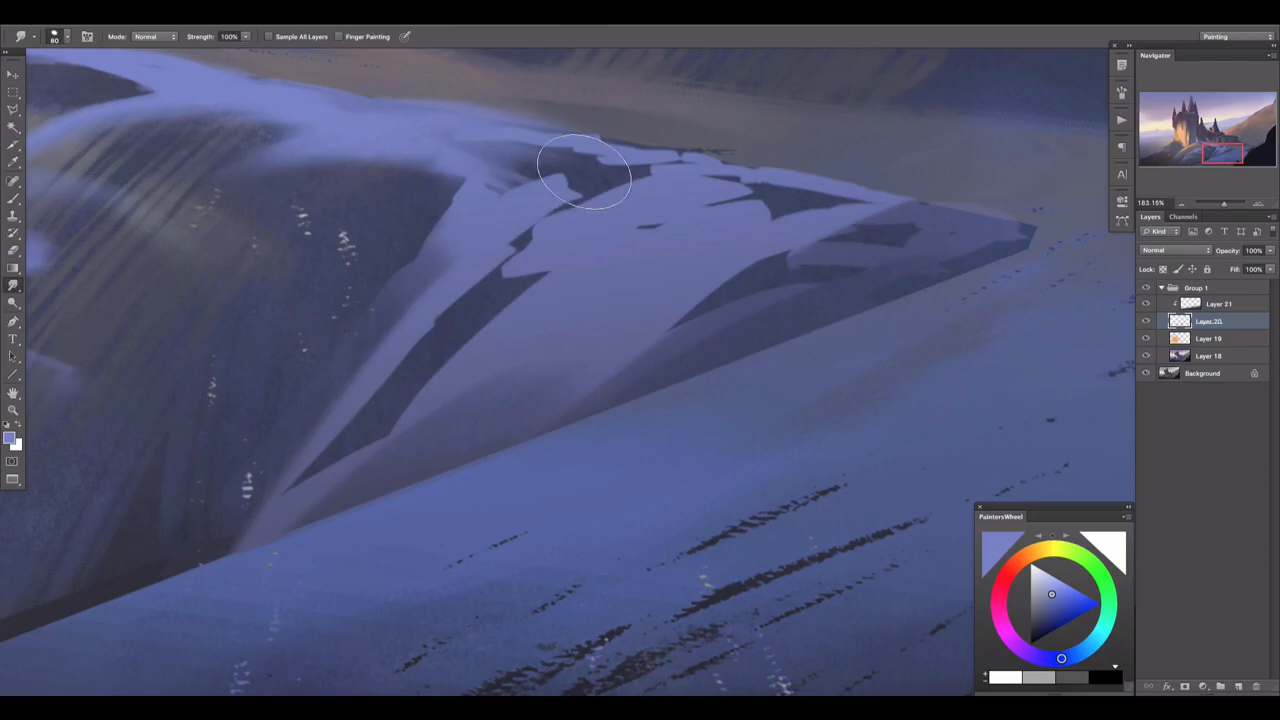 Mode: Normal Strength: 100% Sample All Layers Finger Painting Painting
80
Navigator
183.15%
Layers Channels
Kind
Normal Opacity: 100%
Lock: Fill: 100%
Group 1
Layer 21
Layer 20
Layer 19
Layer 18
Background
PaintersWheel